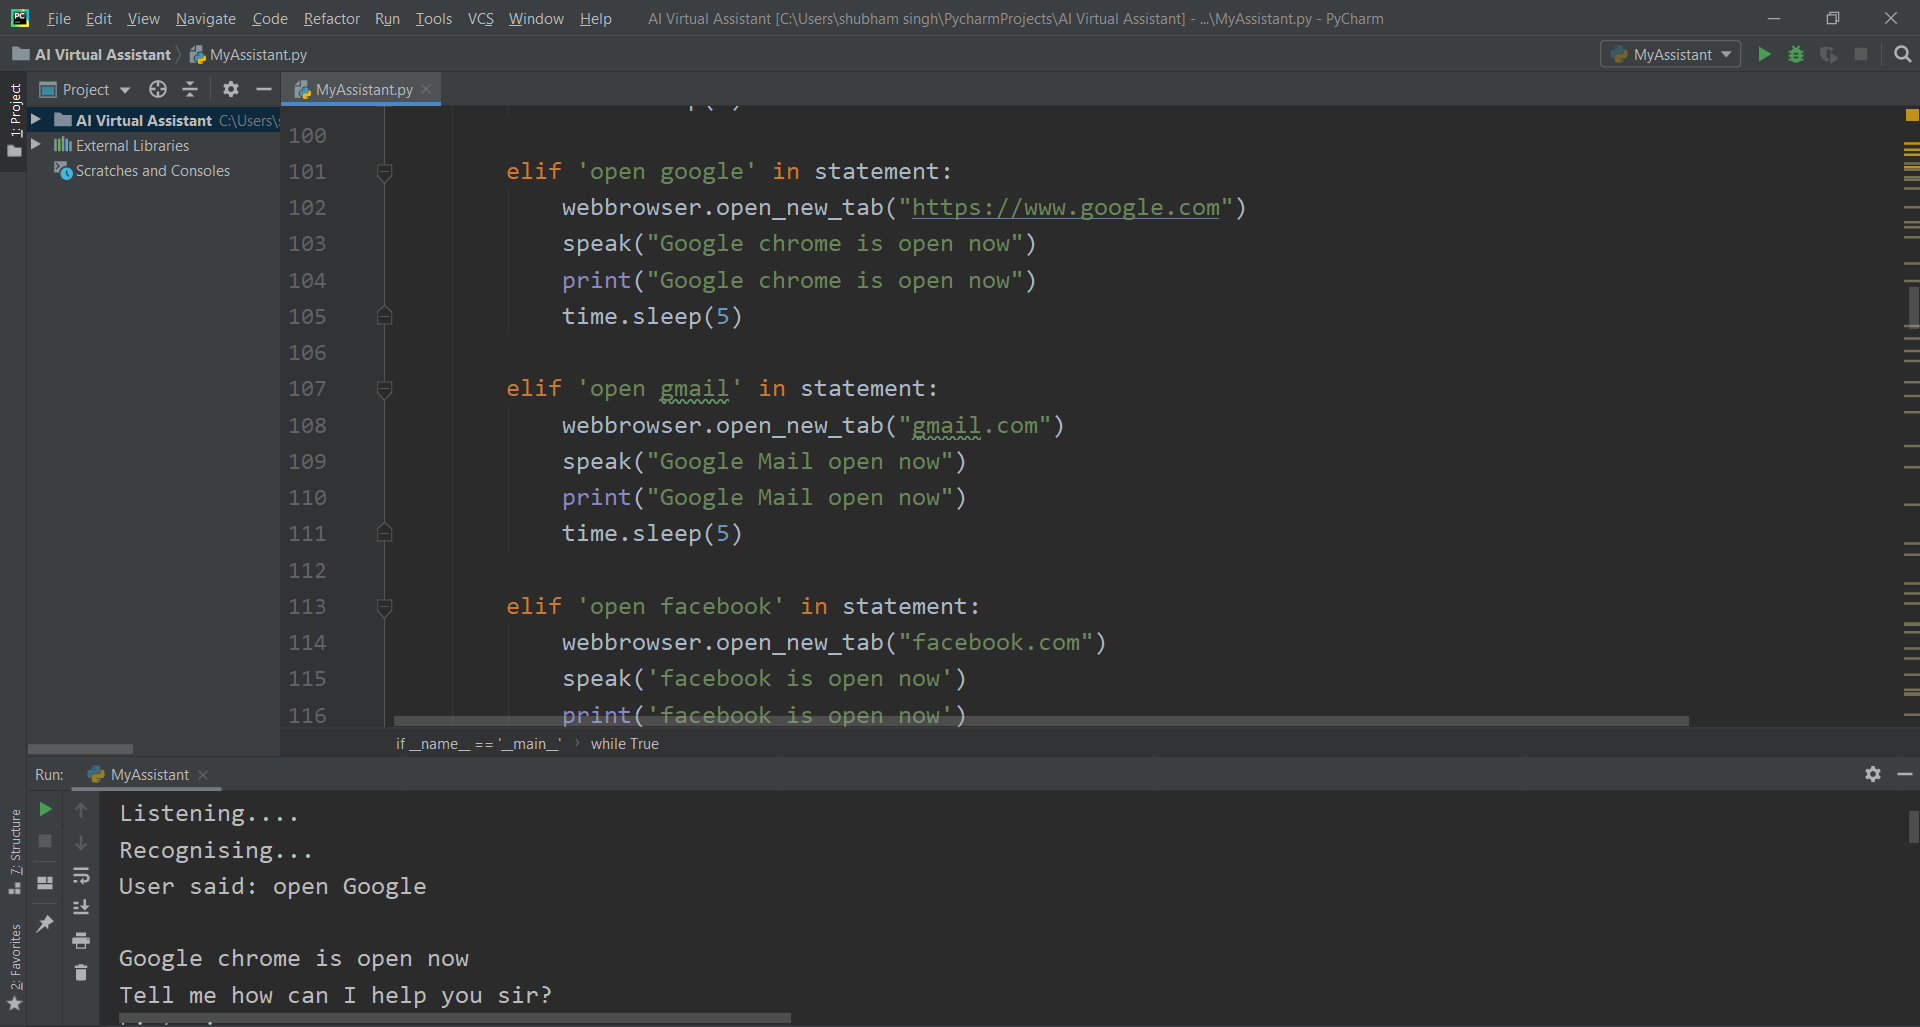 File Edit View Navigate Code Refactor Run Tools VCS Window Help AI Virtual Assistant [C:\Users\shubham singh\PycharmProjects\AI Virtual Assistant] - ...\MyAssistant.py - PyCharm
AI Virtual Assistant MyAssistant.py MyAssistant
1: Project
Project MyAssistant.py
AI Virtual Assistant C:\Users\
External Libraries
Scratches and Consoles
100
101 elif 'open google' in statement:
102 webbrowser.open_new_tab("https://www.google.com")
103 speak("Google chrome is open now")
104 print("Google chrome is open now")
105 time.sleep(5)
106
107 elif 'open gmail' in statement:
108 webbrowser.open_new_tab("gmail.com")
109 speak("Google Mail open now")
110 print("Google Mail open now")
111 time.sleep(5)
112
113 elif 'open facebook' in statement:
114 webbrowser.open_new_tab("facebook.com")
115 speak('facebook is open now')
116 print('facebook is open now')
if __name__ == '__main__' › while True
Run: MyAssistant
7: Structure
2: Favorites
Listening....
Recognising...
User said: open Google
Google chrome is open now
Tell me how can I help you sir?